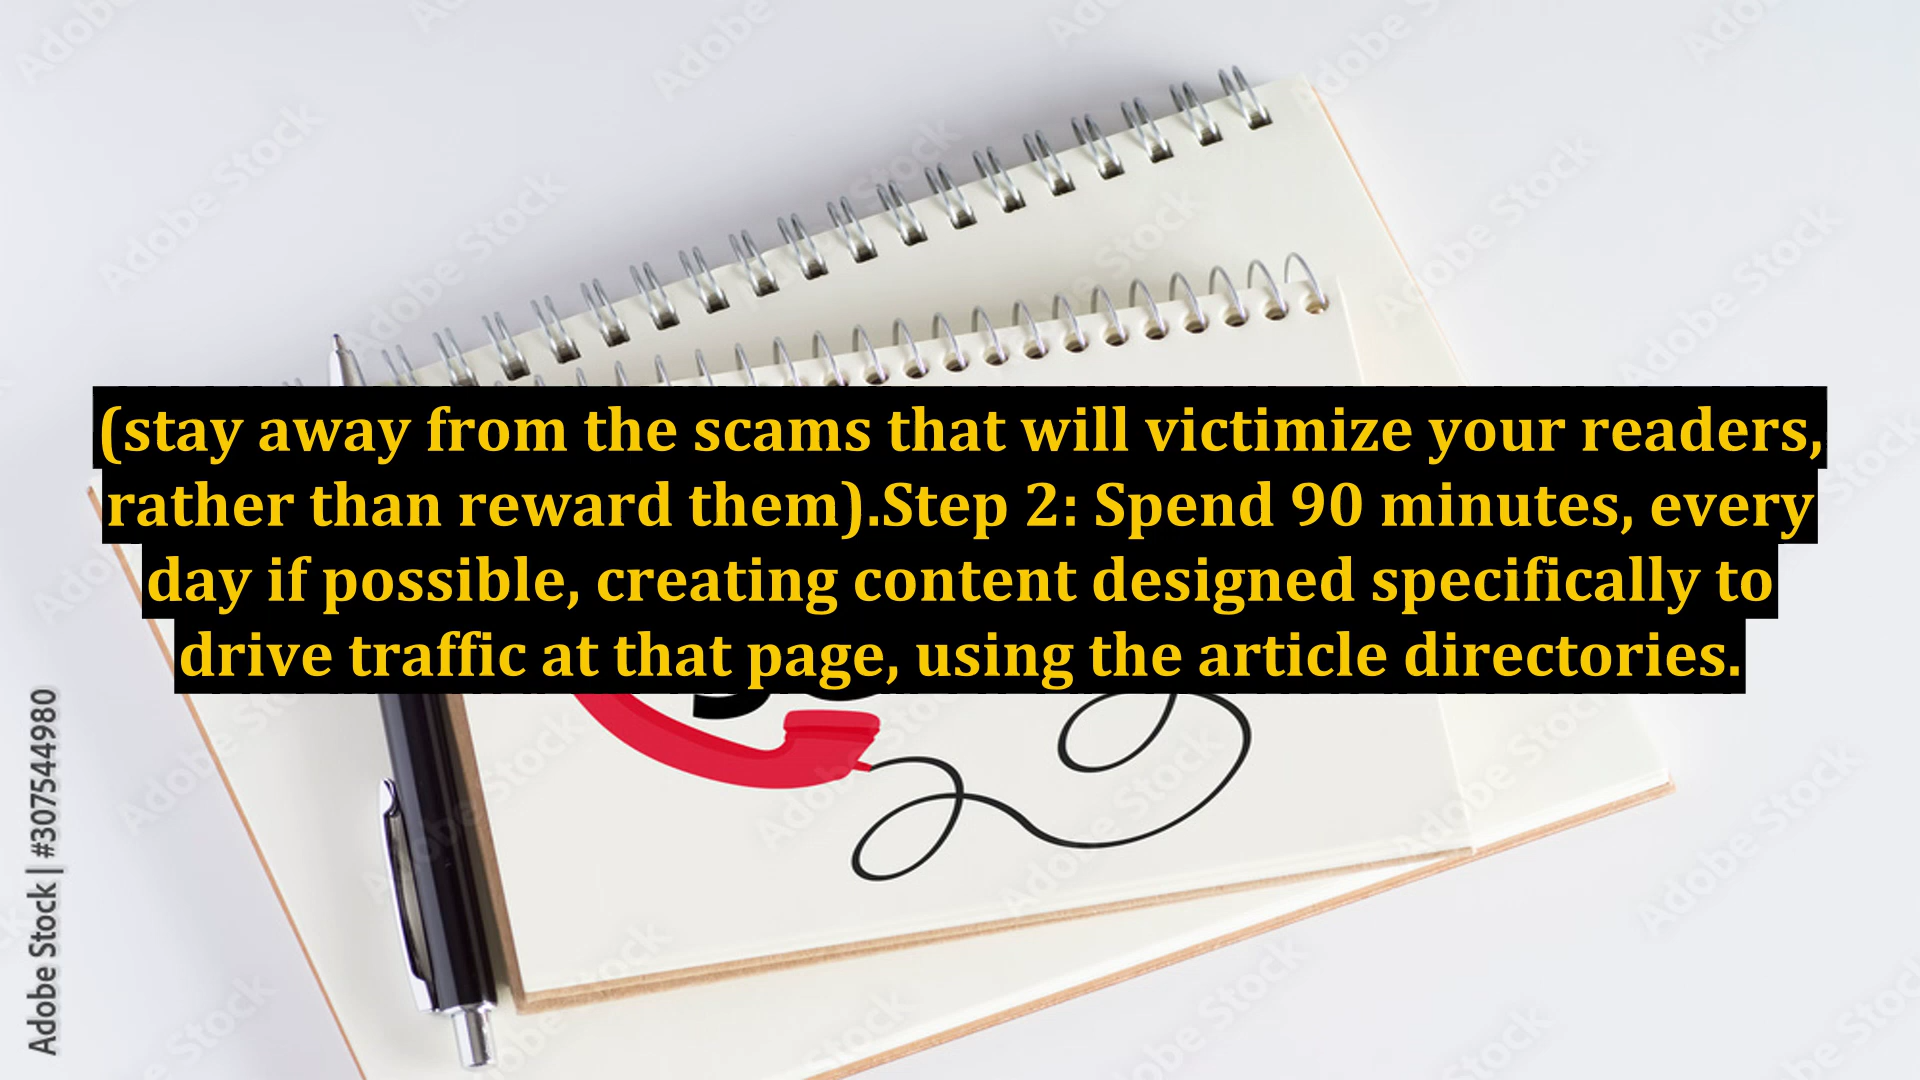 (stay away from the scams that will victimize your readers,
rather than reward them).Step 2: Spend 90 minutes, every
day if possible, creating content designed specifically to
drive traffic at that page, using the article directories.
Adobe Stock | #307544980
Adobe Stock